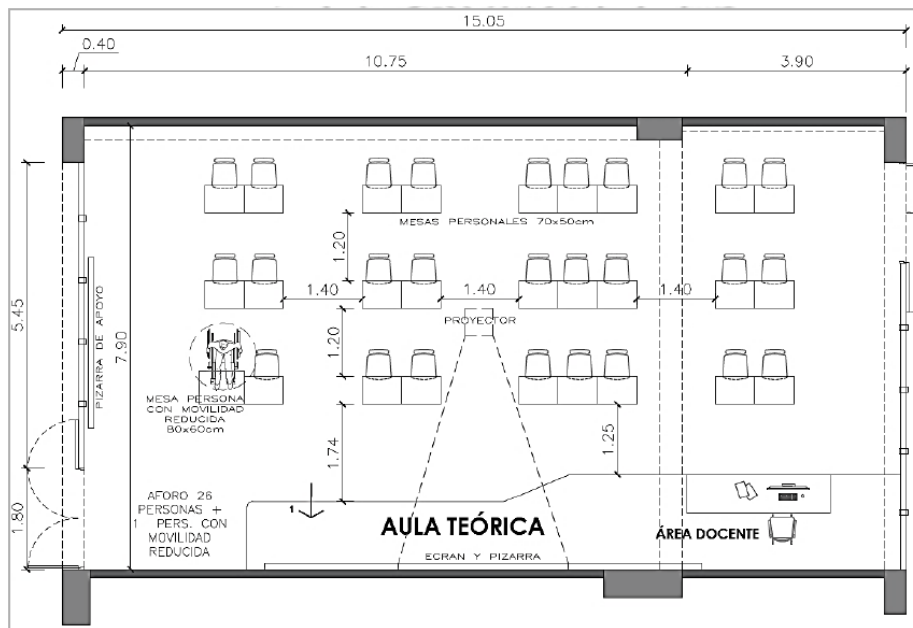 15.05
0.40
10.75
3.90
MESAS PERSONALES 70x50cm
1.20
1.40
1.40
1.40
5.45
PIZARRA DE APOYO
7.90
PROYECTOR
1.20
MESA PERSONA
CON MOVILIDAD
REDUCIDA
80x60cm
1.74
1.25
1.80
AFORO 26
PERSONAS +
1 PERS. CON
MOVILIDAD
REDUCIDA
1
AULA TEÓRICA
ÁREA DOCENTE
ECRAN Y PIZARRA